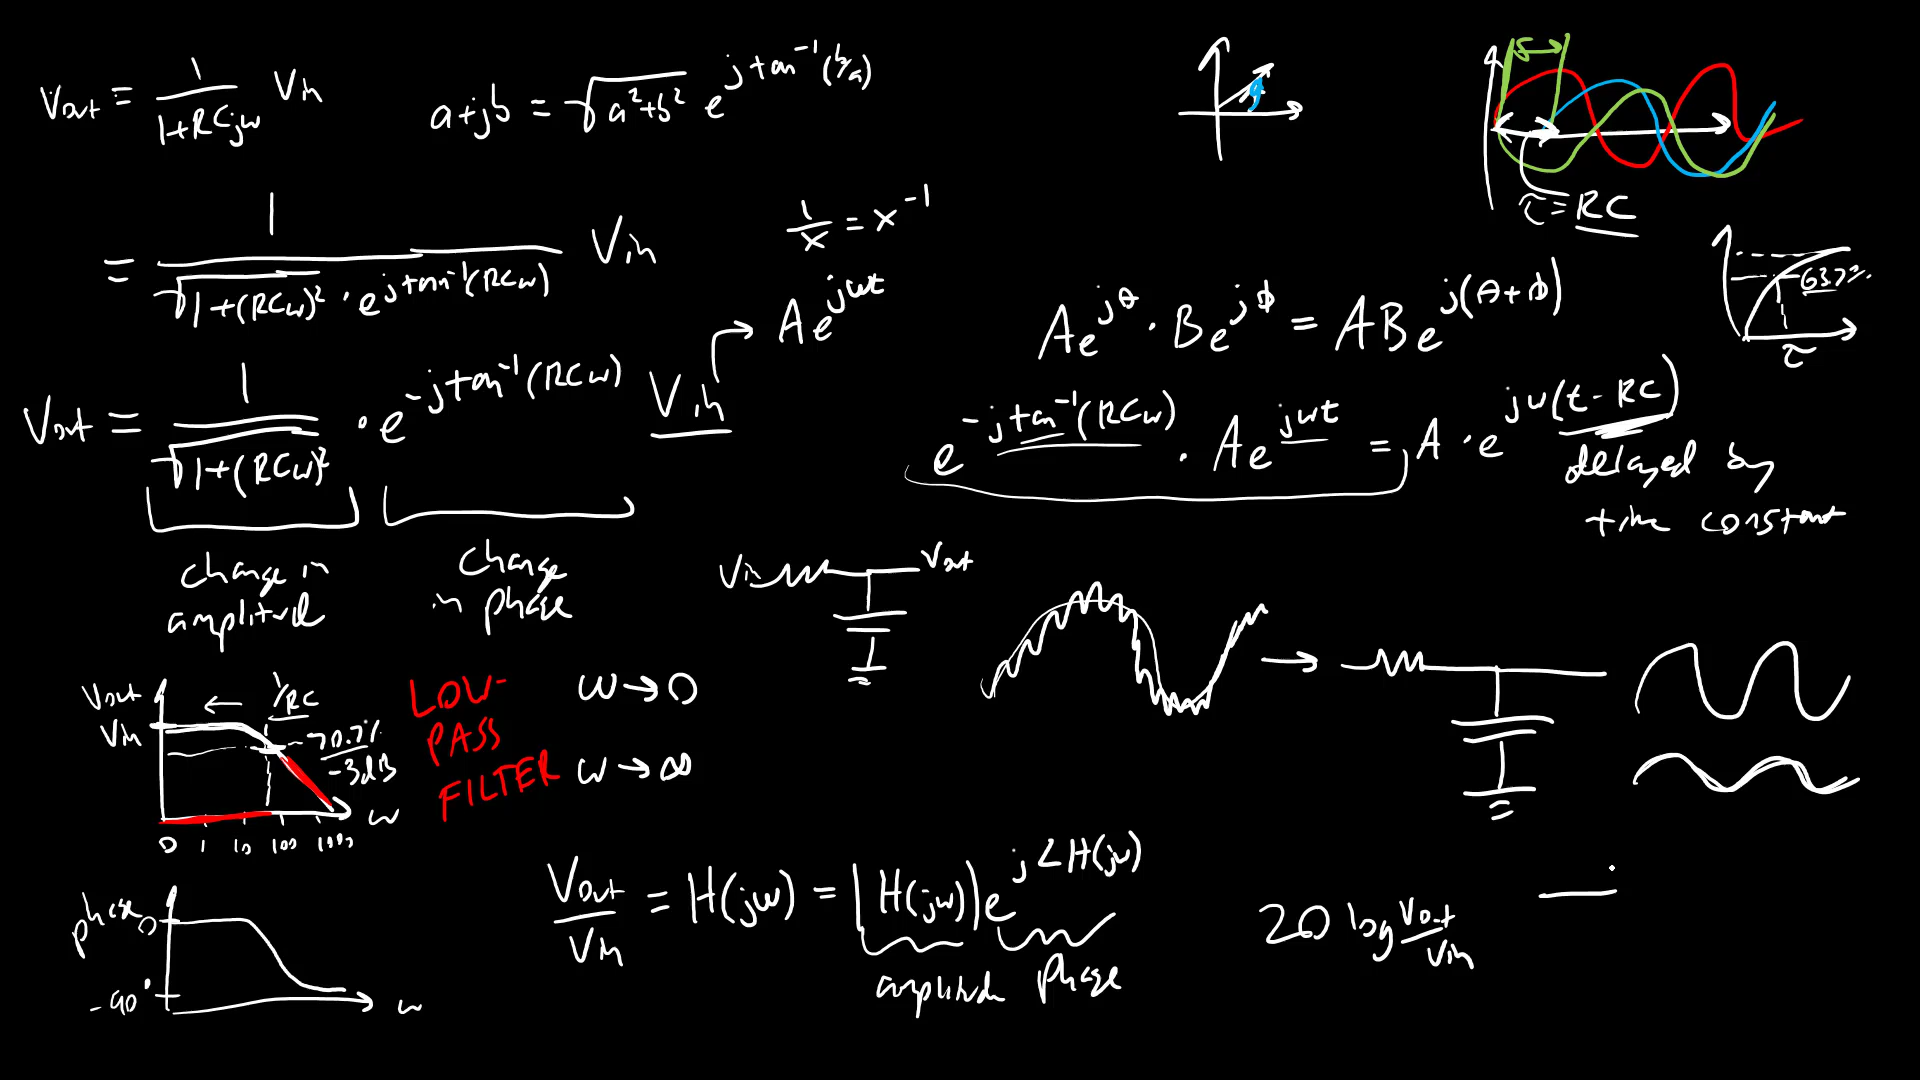 Vout = 1/(1+RCjω) Vin
a+jb = √(a²+b²) e^(j tan⁻¹(b/a))
φ
τ = RC
= 1/(√(1+(RCω)²) · e^(j tan⁻¹(RCω))) Vin
1/x = x⁻¹
63.7%
τ
Ae^(jωt)
Ae^(jθ) · Be^(jϕ) = ABe^(j(θ+ϕ))
Vout = 1/√(1+(RCω)²) · e^(-j tan⁻¹(RCω)) Vin
e^(-j tan⁻¹(RCω)) · Ae^(jωt) = A · e^(jω(t-RC))
delayed by
time constant
change in
amplitude
change
in phase
Vin
Vout
Vout
Vin
1/RC
70.7%
-3dB
ω
0 1 10 100 1000
LOW-
PASS
FILTER
ω → 0
ω → ∞
phase
0
-90°
ω
Vout/Vin = H(jω) = |H(jω)|e^(j∠H(jω))
amplitude
phase
20 log Vout/Vin